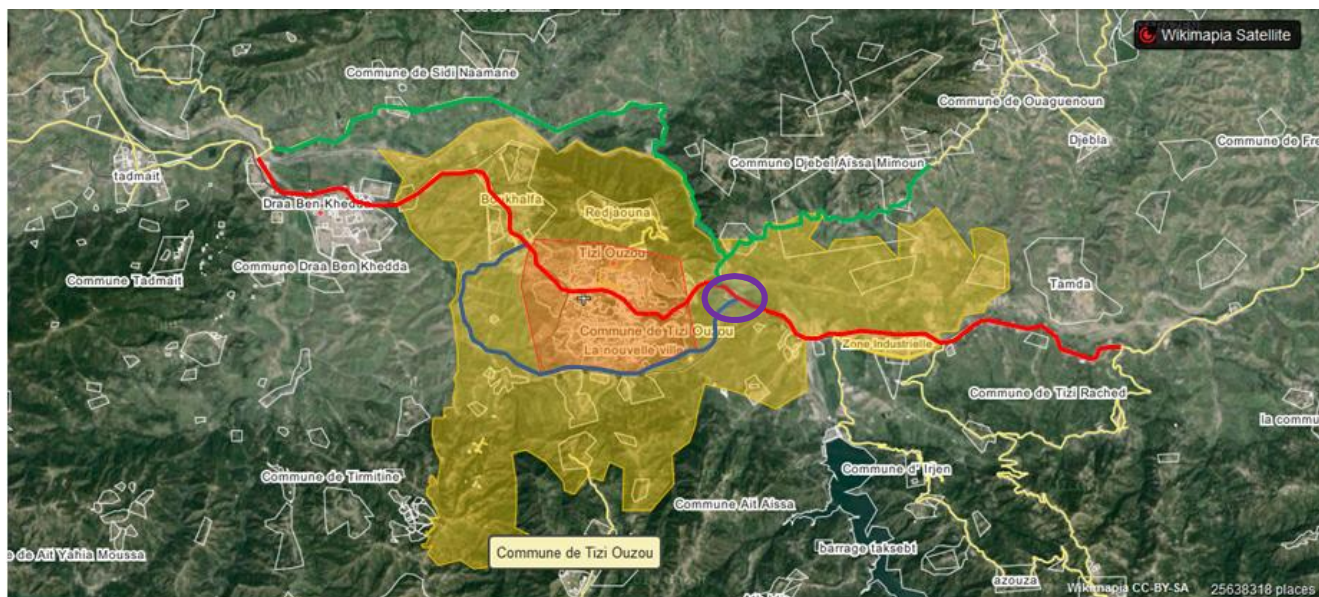 Wikimapia Satellite
Commune de Sidi Naamane
Commune de Ouaguenoun
Djebla
Commune de Fre
Commune Djebel Aïssa Mimoun
tadmait
Draa Ben Khedda
Boukhalfa
Redjaouna
Tizi Ouzou
Commune Draa Ben Khedda
Commune Tadmait
Tamda
Commune de Tizi Ouzou
La nouvelle ville
Zone Industrielle
Commune de Tizi Rached
la commu
Commune de Tirmitine
Commune d' Irjen
Commune Ait Aissa
e de Aït Yahia Moussa
Commune de Tizi Ouzou
barrage taksebt
azouza
Wikimapia CC-BY-SA 25638318 places